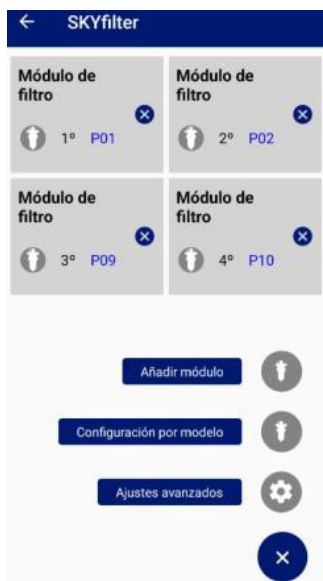 SKYfilter
Módulo de
filtro
1º P01
Módulo de
filtro
2º P02
Módulo de
filtro
3º P09
Módulo de
filtro
4º P10
Añadir módulo
Configuración por modelo
Ajustes avanzados